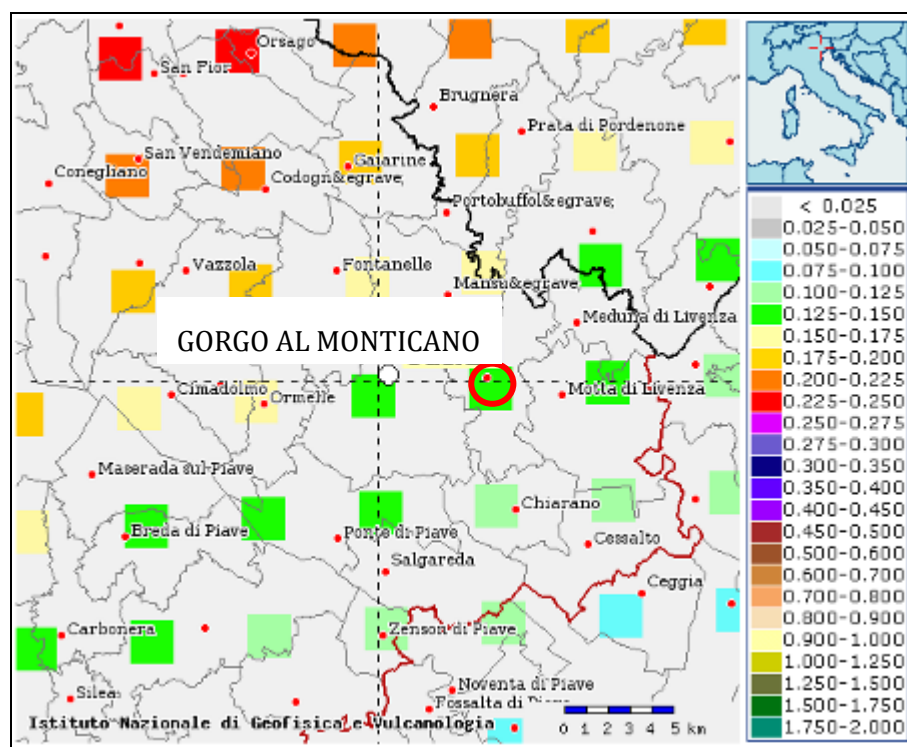 Orsago
San Fior
Brugnera
Prata di Pordenone
San Vendemiano
Gaiarine
Conegliano
Codogn&egrave;
Portobuffol&egrave;
Vazzola
Fontanelle
Mansu&egrave;
Meduna di Livenza
GORGO AL MONTICANO
Cimadolmo
Ormelle
Motta di Livenza
Maserada sul Piave
Chiarano
Breda di Piave
Ponte di Piave
Cessalto
Salgareda
Ceggia
Carbonera
Zenson di Piave
Silea
Noventa di Piave
Fossalta di Piave
Istituto Nazionale di Geofisica e Vulcanologia
0 1 2 3 4 5 km
< 0.025
0.025-0.050
0.050-0.075
0.075-0.100
0.100-0.125
0.125-0.150
0.150-0.175
0.175-0.200
0.200-0.225
0.225-0.250
0.250-0.275
0.275-0.300
0.300-0.350
0.350-0.400
0.400-0.450
0.450-0.500
0.500-0.600
0.600-0.700
0.700-0.800
0.800-0.900
0.900-1.000
1.000-1.250
1.250-1.500
1.500-1.750
1.750-2.000